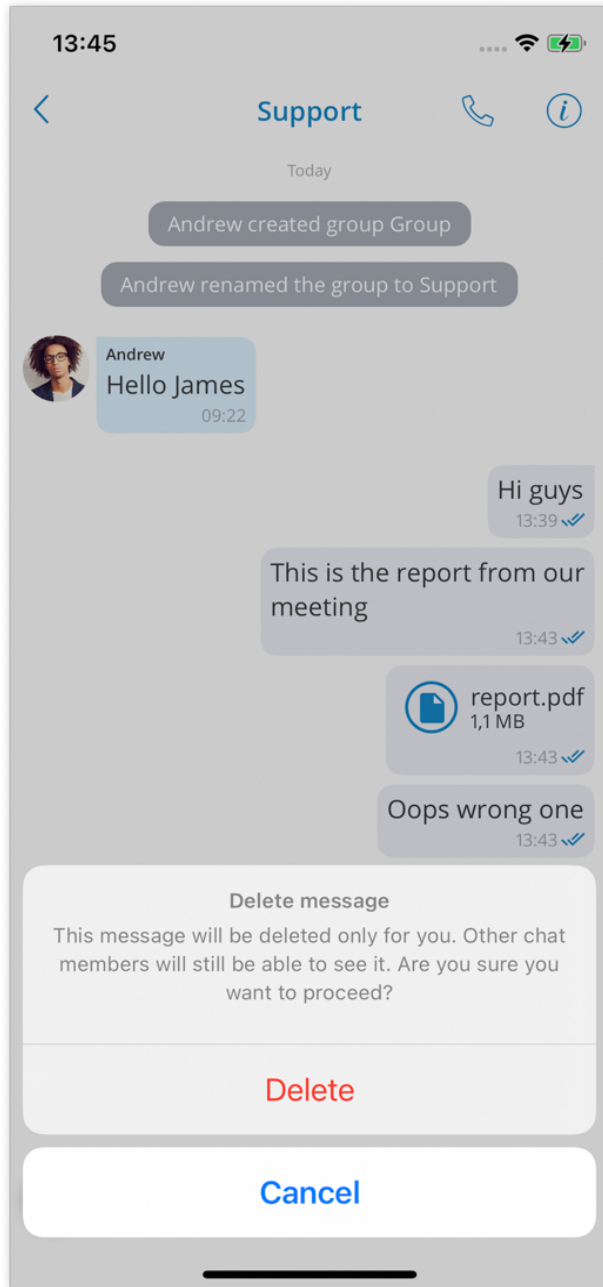 13:45
Support
Today
Andrew created group Group
Andrew renamed the group to Support
Andrew
Hello James
09:22
Hi guys
13:39
This is the report from our
meeting
13:43
report.pdf
1,1 MB
13:43
Oops wrong one
13:43
Delete message
This message will be deleted only for you. Other chat
members will still be able to see it. Are you sure you
want to proceed?
Delete
Cancel